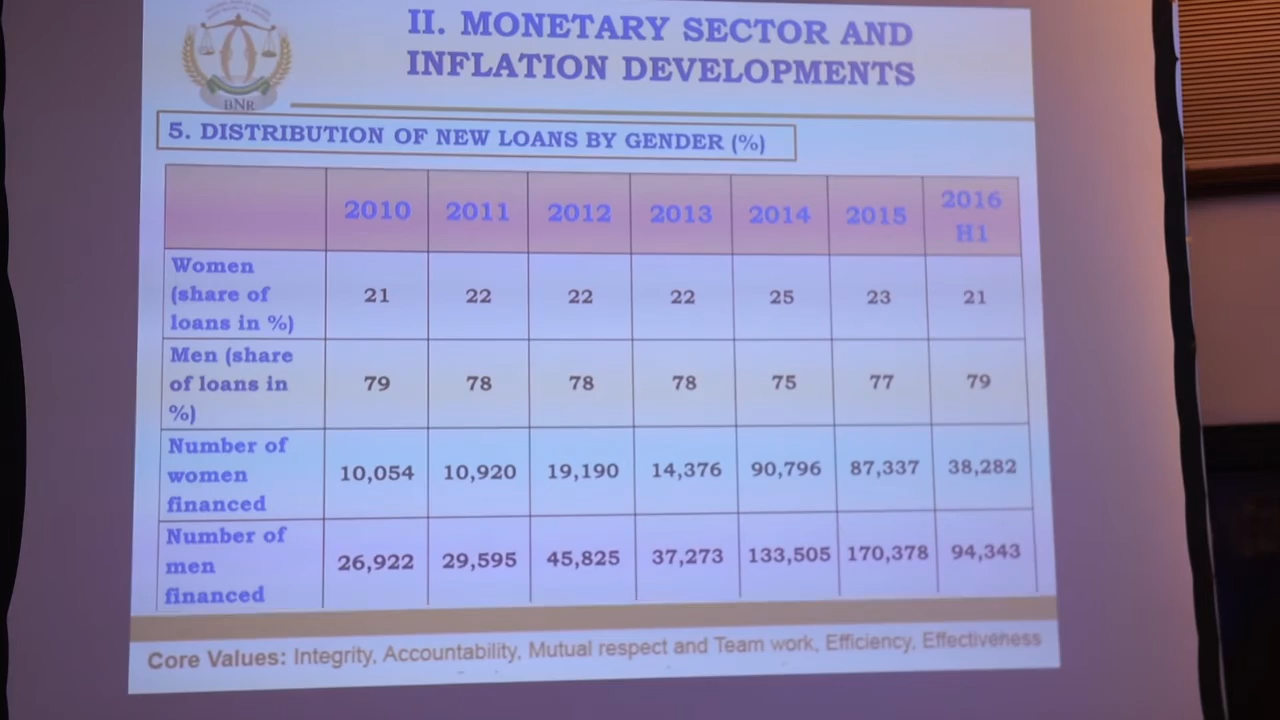 BNR
II. MONETARY SECTOR AND
INFLATION DEVELOPMENTS
5. DISTRIBUTION OF NEW LOANS BY GENDER (%)
2010 2011 2012 2013 2014 2015 2016
H1
Women
(share of
loans in %) 21 22 22 22 25 23 21
Men (share
of loans in
%) 79 78 78 78 75 77 79
Number of
women
financed 10,054 10,920 19,190 14,376 90,796 87,337 38,282
Number of
men
financed 26,922 29,595 45,825 37,273 133,505 170,378 94,343
Core Values: Integrity, Accountability, Mutual respect and Team work, Efficiency, Effectiveness